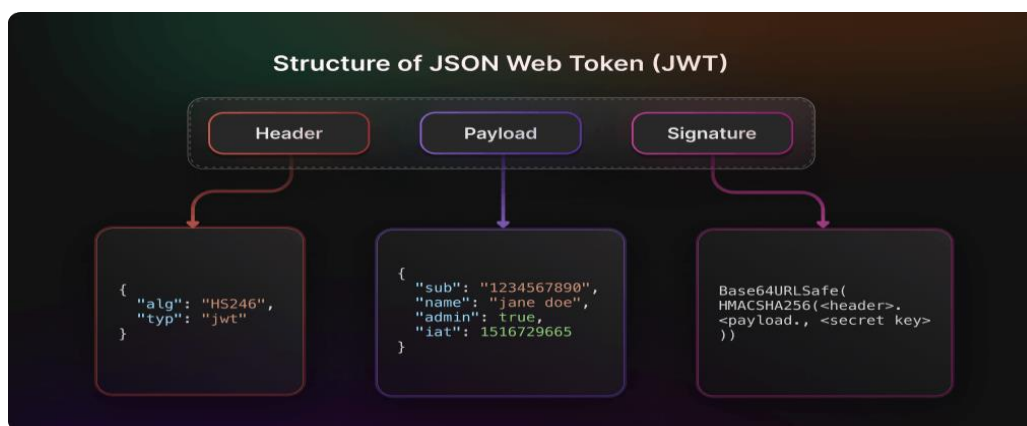 Structure of JSON Web Token (JWT)
Header
Payload
Signature
{
"alg": "HS246",
"typ": "jwt"
}
{
"sub": "1234567890",
"name": "jane doe",
"admin": true,
"iat": 1516729665
}
Base64URLSafe(
HMACSHA256(<header>.
<payload., <secret key>
))